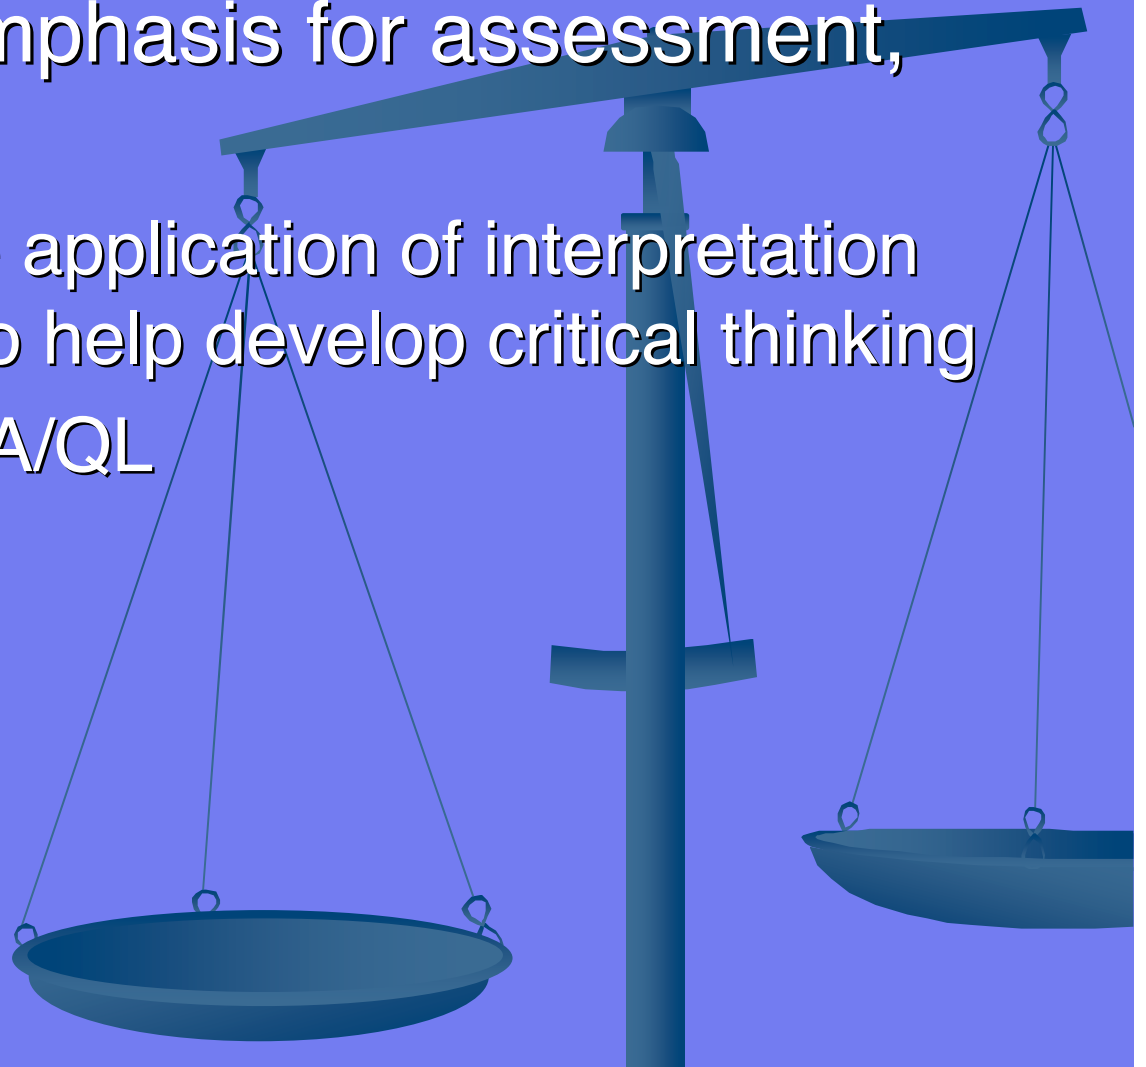 mphasis for assessment,
application of interpretation
o help develop critical thinking
A/QL